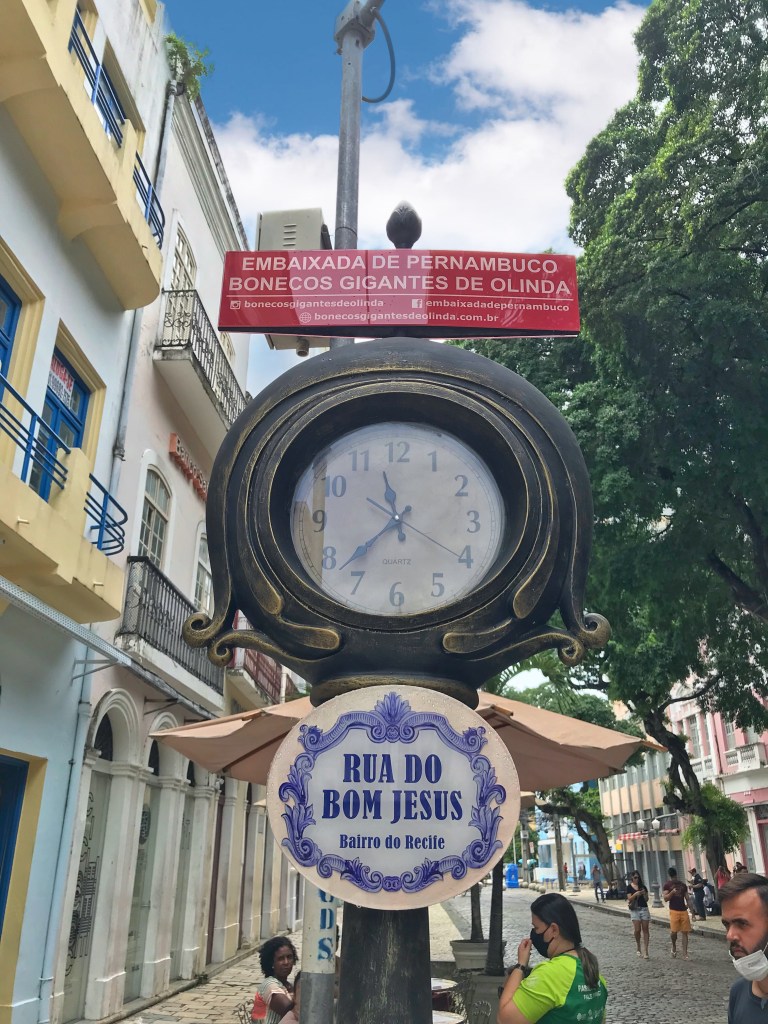 EMBAIXADA DE PERNAMBUCO
BONECOS GIGANTES DE OLINDA
bonecosgigantesdeolinda
embaixadadepernambuco
bonecosgigantesdeolinda.com.br
12
1
2
3
4
5
6
7
8
9
10
11
QUARTZ
RUA DO
BOM JESUS
Bairro do Recife